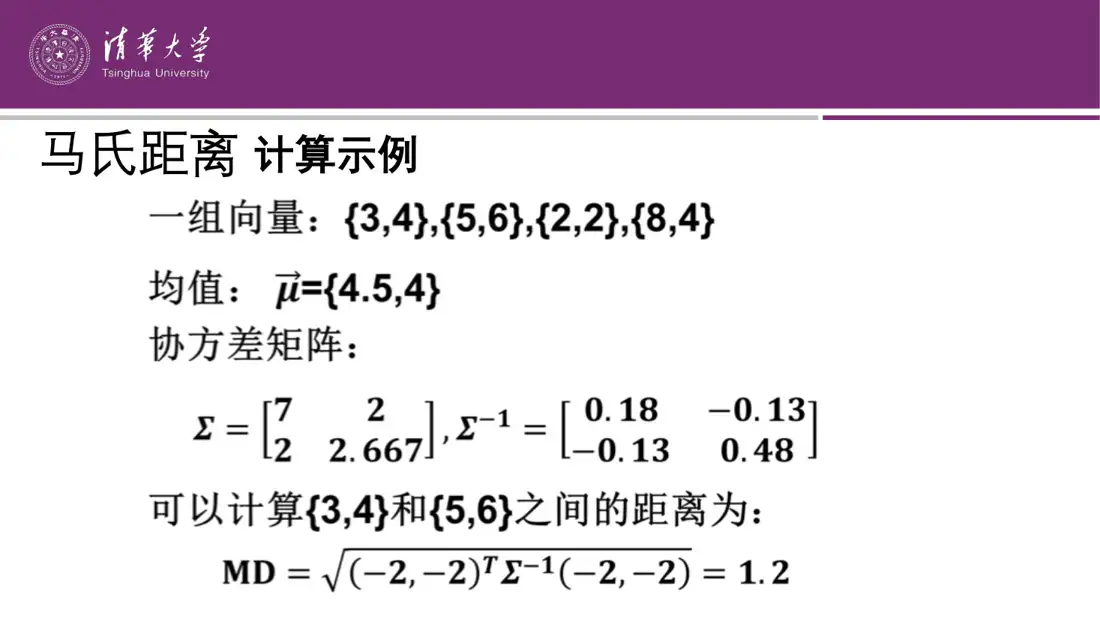 清华大学
Tsinghua University
马氏距离 计算示例
一组向量：{3,4},{5,6},{2,2},{8,4}
均值： μ⃗={4.5,4}
协方差矩阵：
Σ = [7 2; 2 2.667], Σ⁻¹ = [0.18 −0.13; −0.13 0.48]
可以计算{3,4}和{5,6}之间的距离为：
MD = √((−2,−2)ᵀΣ⁻¹(−2,−2)) = 1.2